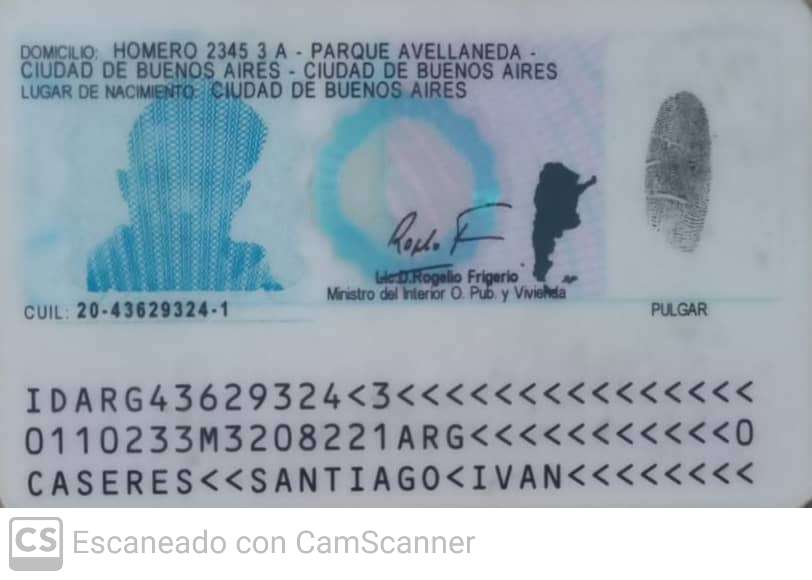 DOMICILIO: HOMERO 2345 3 A - PARQUE AVELLANEDA -
CIUDAD DE BUENOS AIRES - CIUDAD DE BUENOS AIRES
LUGAR DE NACIMIENTO: CIUDAD DE BUENOS AIRES
Lic.D.Rogelio Frigerio
Ministro del Interior O. Pub. y Vivienda
CUIL: 20-43629324-1
PULGAR
IDARG43629324<3<<<<<<<<<<<<<<<
0110233M3208221ARG<<<<<<<<<<<0
CASERES<<SANTIAGO<IVAN<<<<<<<<
CS Escaneado con CamScanner